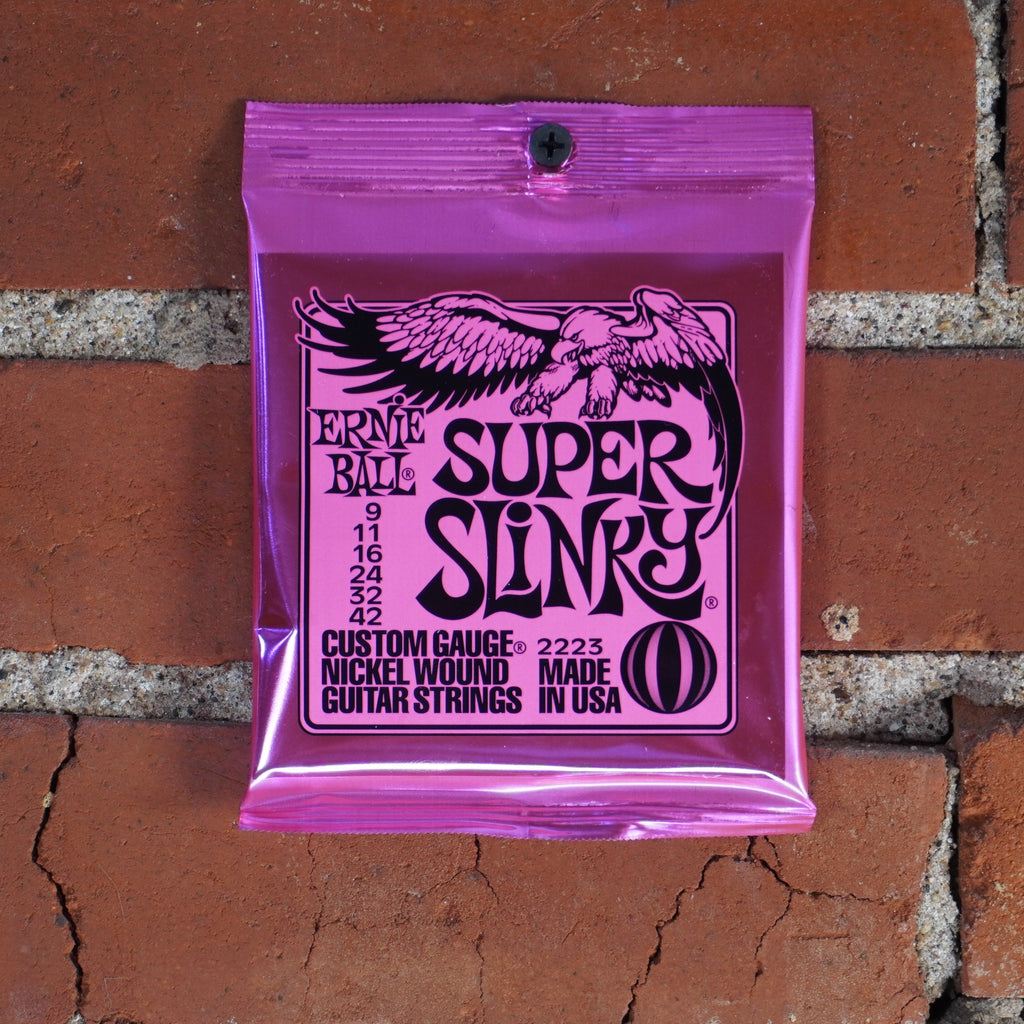 ERNiE
BALL®
SUPER
SLiNKY®
9
11
16
24
32
42
CUSTOM GAUGE®
NICKEL WOUND
GUITAR STRINGS
2223
MADE
IN USA